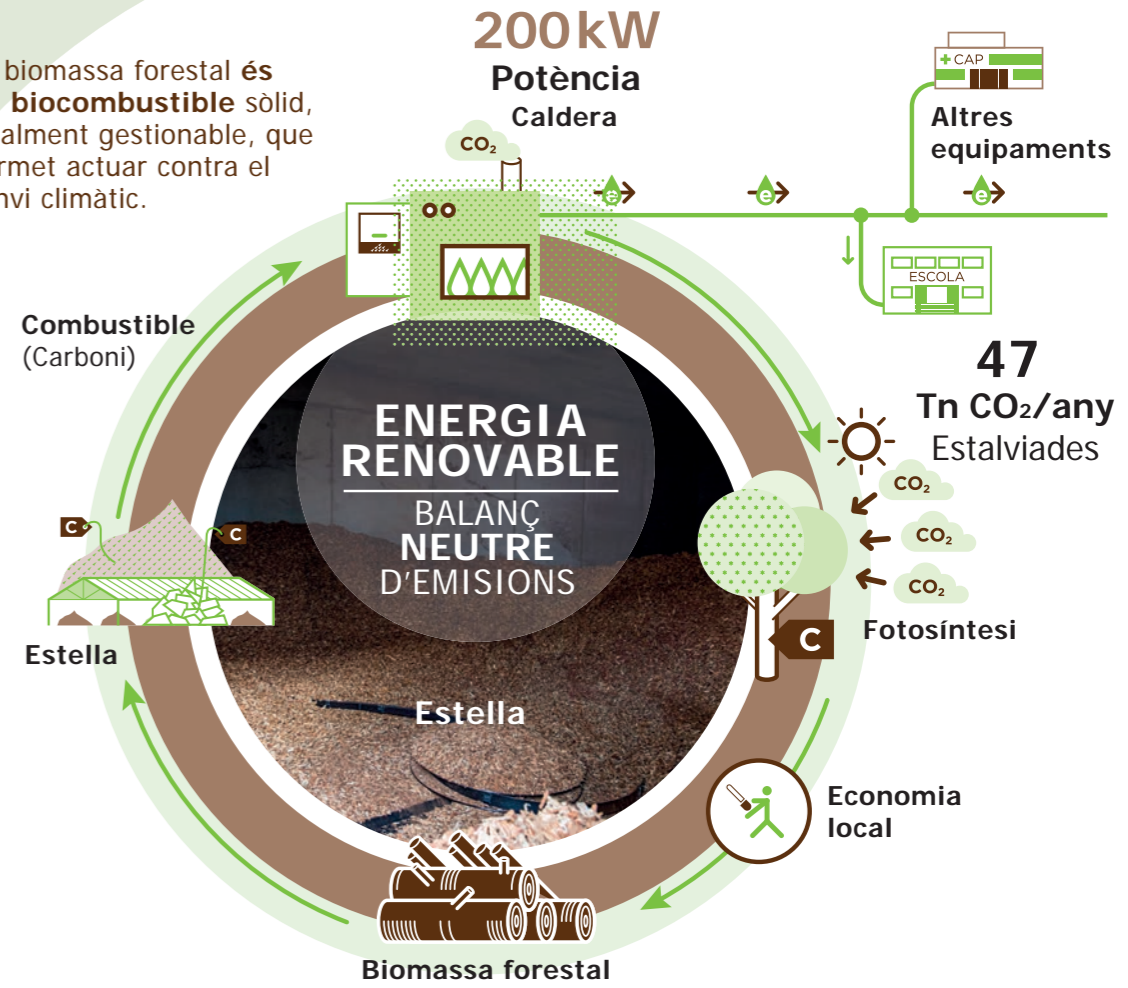 200 kW
Potència
Caldera
biomassa forestal és
biocombustible sòlid,
alment gestionable, que
rmet actuar contra el
nvi climàtic.
CO₂
+ CAP
Altres
equipaments
e
e
e
ESCOLA
Combustible
(Carboni)
47
Tn CO₂/any
Estalviades
ENERGIA
RENOVABLE
BALANÇ
NEUTRE
D'EMISIONS
CO₂
CO₂
CO₂
C
C
Estella
Fotosíntesi
C
Estella
Economia
local
Biomassa forestal